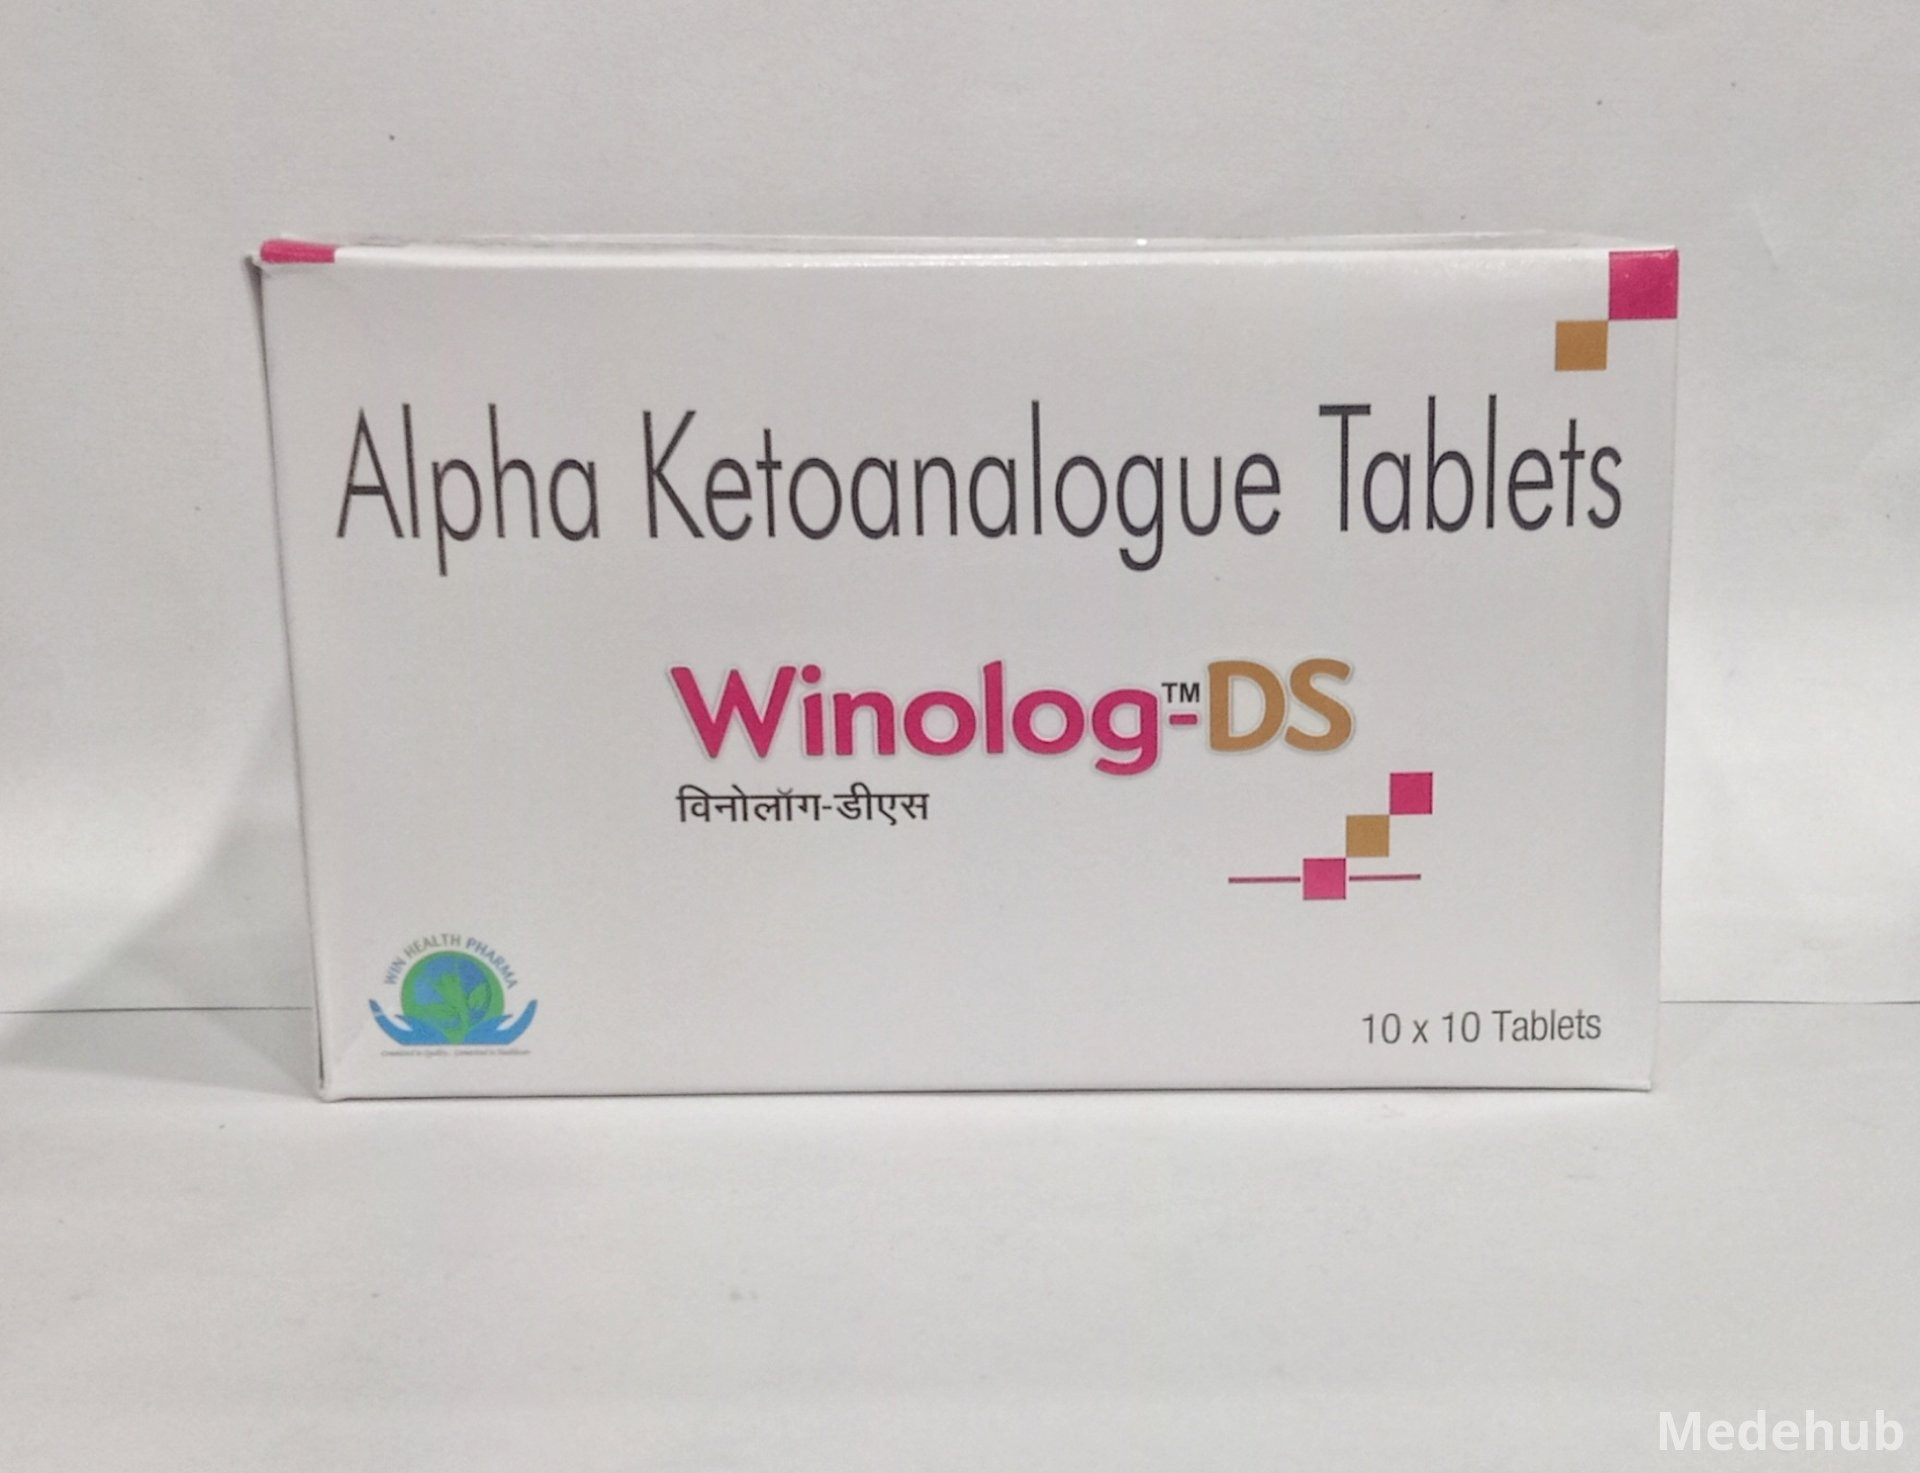 Alpha Ketoanalogue Tablets
Winolog™-DS
विनोलॉग-डीएस
WIN HEALTH PHARMA
10 x 10 Tablets
Medehub